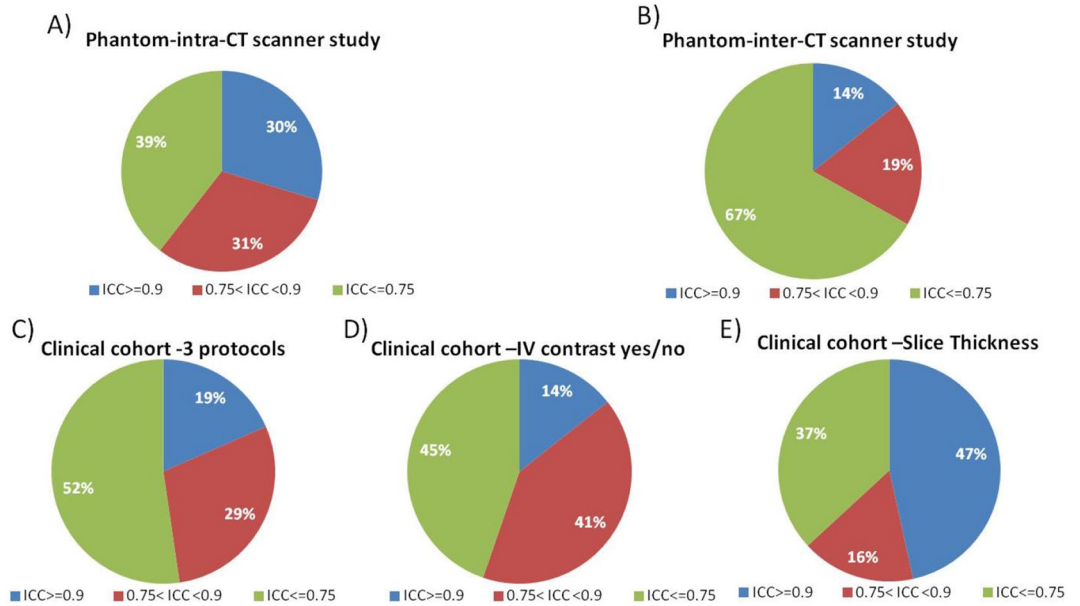 A)
Phantom-intra-CT scanner study
30%
31%
39%
ICC>=0.9 0.75< ICC <0.9 ICC<=0.75
B)
Phantom-inter-CT scanner study
14%
19%
67%
ICC>=0.9 0.75< ICC <0.9 ICC<=0.75
C)
Clinical cohort -3 protocols
19%
29%
52%
ICC>=0.9 0.75< ICC <0.9 ICC<=0.75
D)
Clinical cohort –IV contrast yes/no
14%
41%
45%
ICC>=0.9 0.75< ICC <0.9 ICC<=0.75
E)
Clinical cohort –Slice Thickness
47%
16%
37%
ICC>=0.9 0.75< ICC <0.9 ICC<=0.75